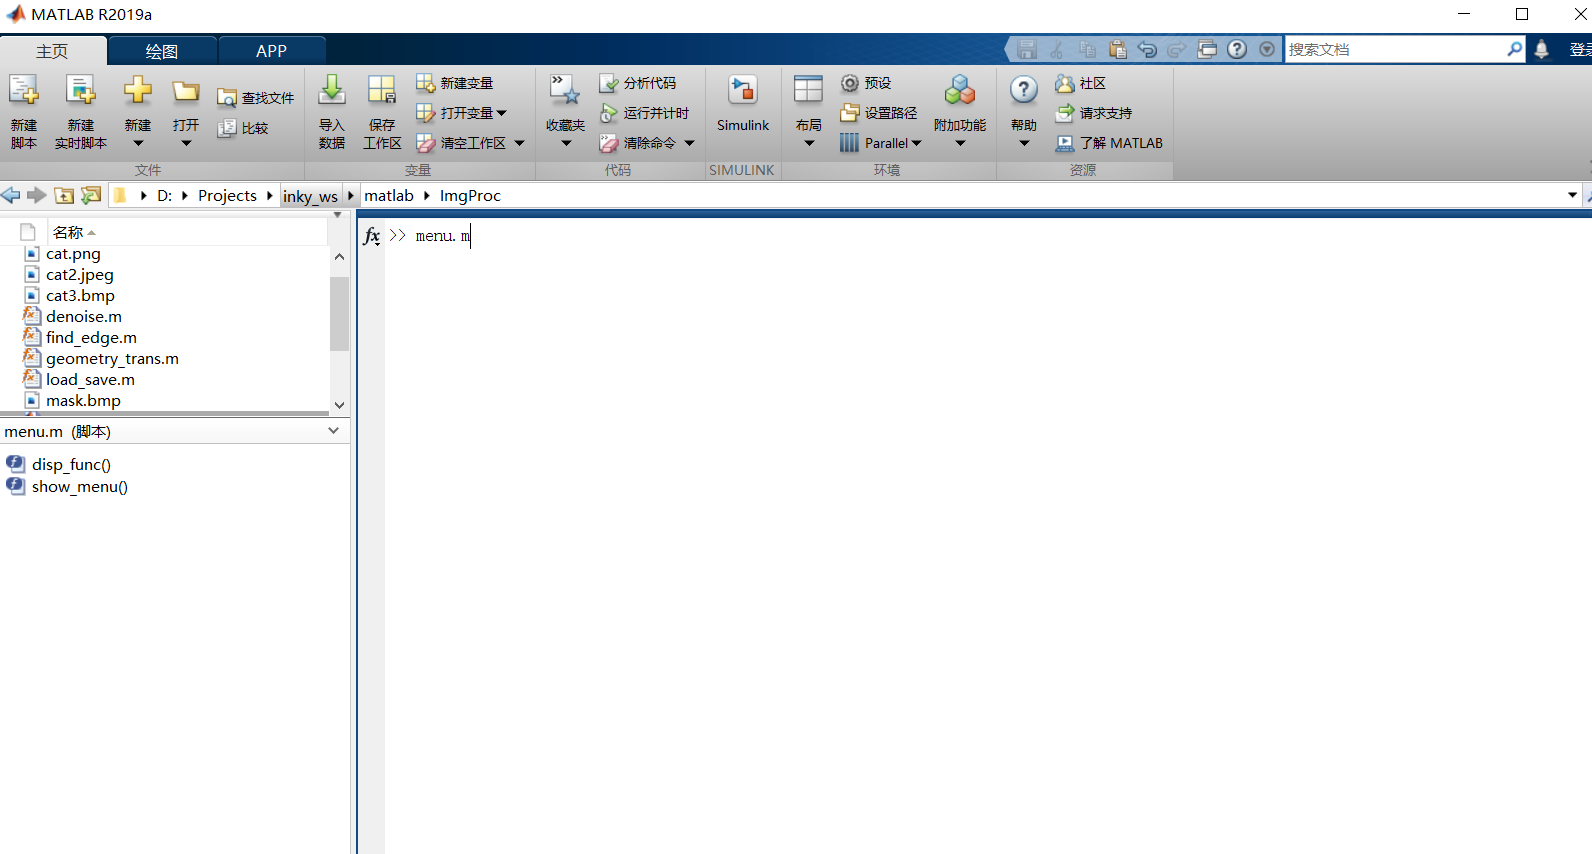 MATLAB R2019a
主页 绘图 APP
搜索文档
新建脚本
新建实时脚本
新建
打开
查找文件
比较
文件
导入数据
保存工作区
新建变量
打开变量
清空工作区
变量
收藏夹
分析代码
运行并计时
清除命令
代码
Simulink
SIMULINK
布局
预设
设置路径
Parallel
附加功能
环境
帮助
社区
请求支持
了解 MATLAB
资源
D: Projects inky_ws matlab ImgProc
名称
cat.png
cat2.jpeg
cat3.bmp
denoise.m
find_edge.m
geometry_trans.m
load_save.m
mask.bmp
menu.m (脚本)
disp_func()
show_menu()
fx >> menu.m